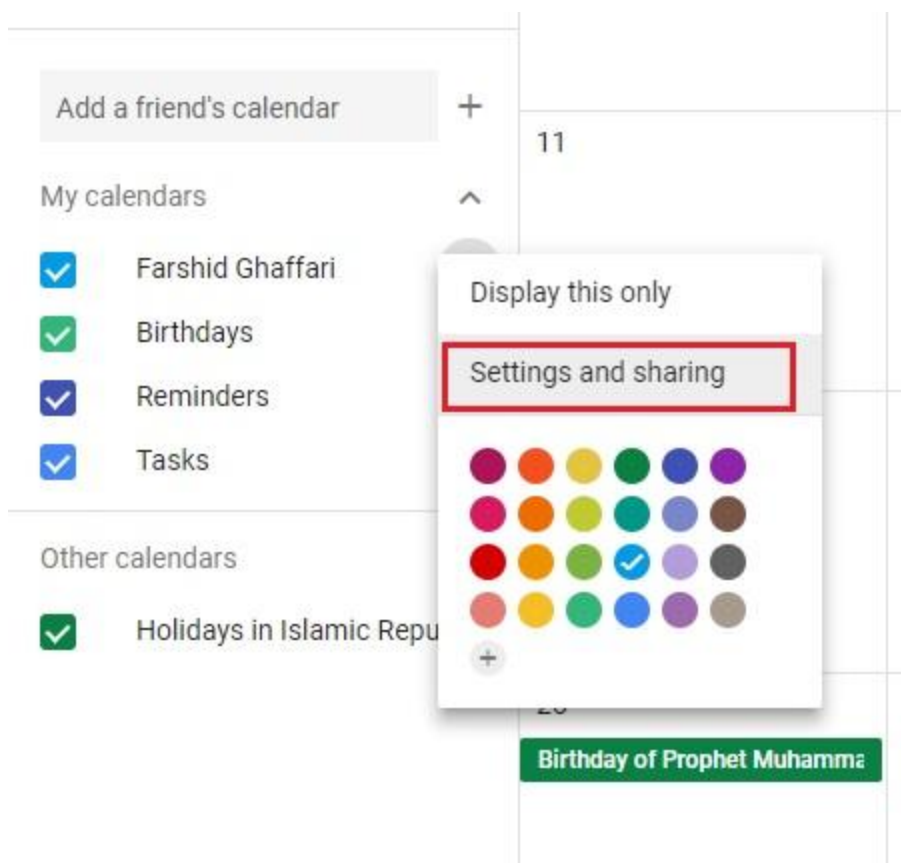 Add a friend's calendar
11
My calendars
Farshid Ghaffari
Display this only
Birthdays
Settings and sharing
Reminders
Tasks
Other calendars
Holidays in Islamic Repu
Birthday of Prophet Muhamma